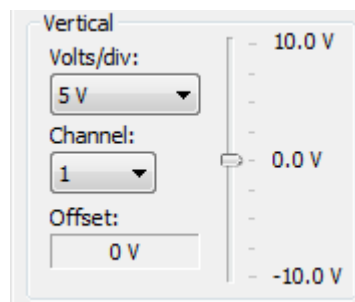 Vertical
Volts/div:
5 V
Channel:
1
Offset:
0 V
10.0 V
0.0 V
-10.0 V